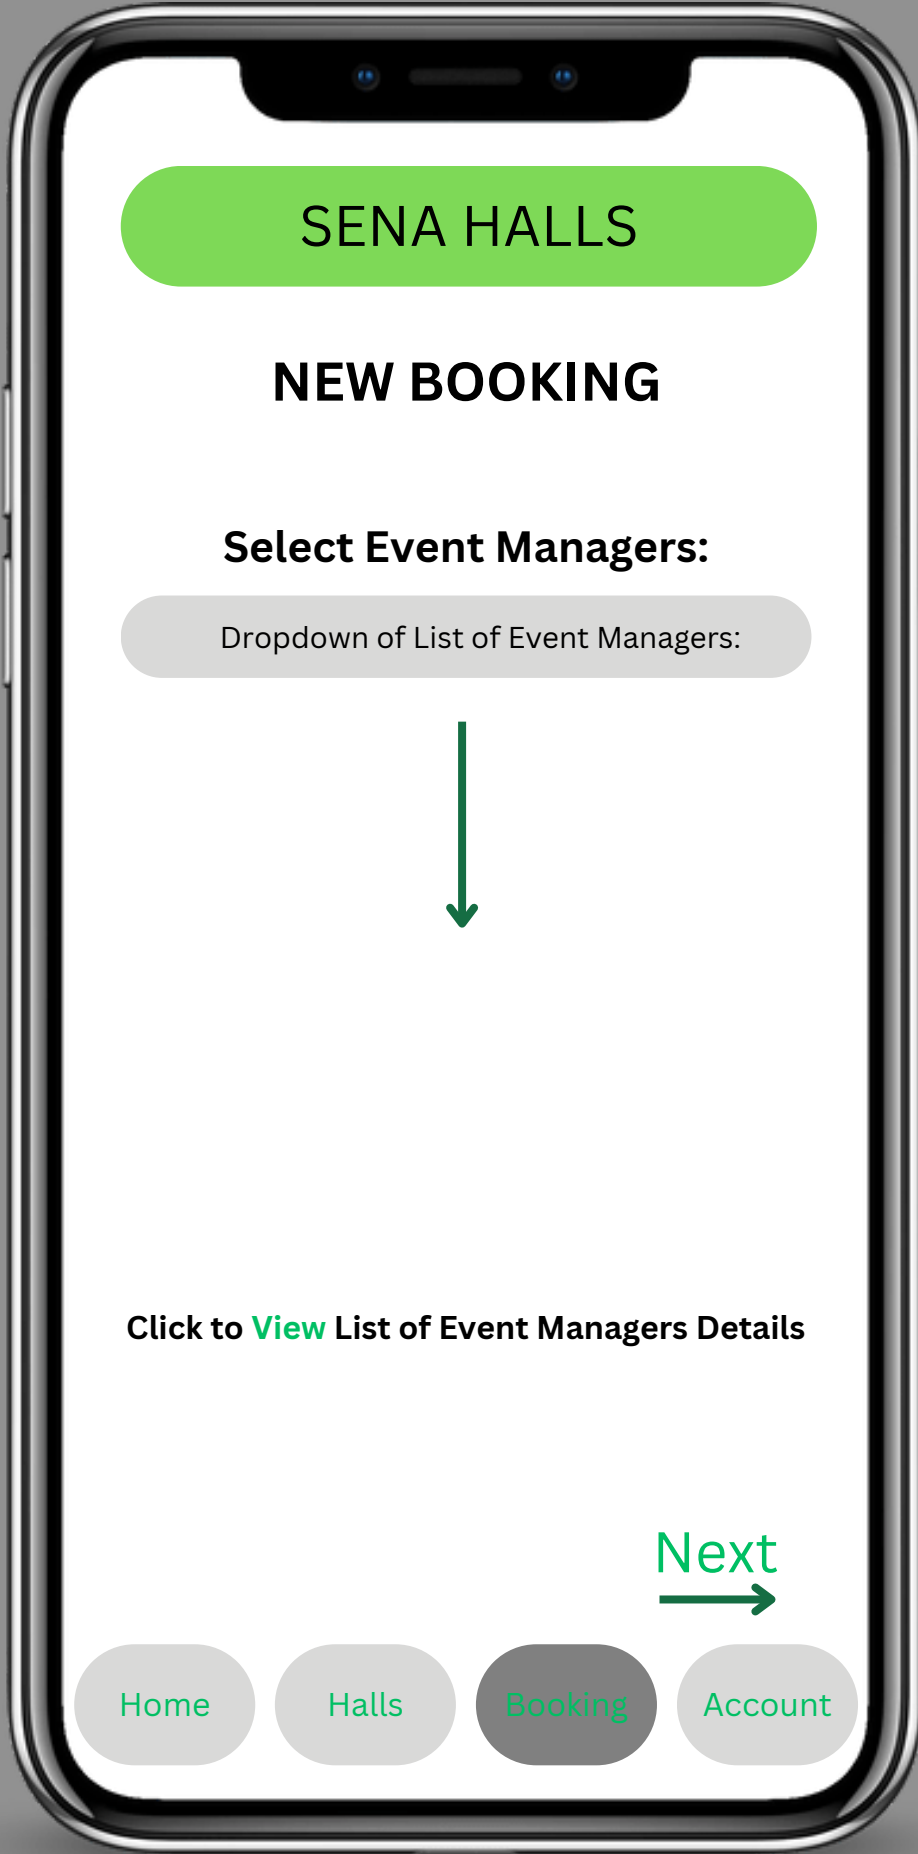 SENA HALLS
NEW BOOKING
Select Event Managers:
Dropdown of List of Event Managers:
Click to View List of Event Managers Details
Next
Home
Halls
Booking
Account